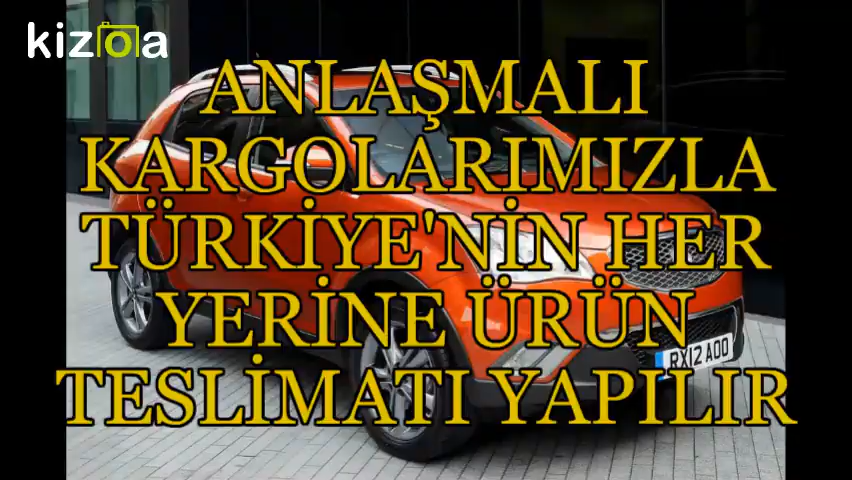 kizoa
ANLAŞMALI
KARGOLARIMIZLA
TÜRKİYE'NİN HER
YERİNE ÜRÜN
TESLİMATI YAPILIR
RX12 AOO